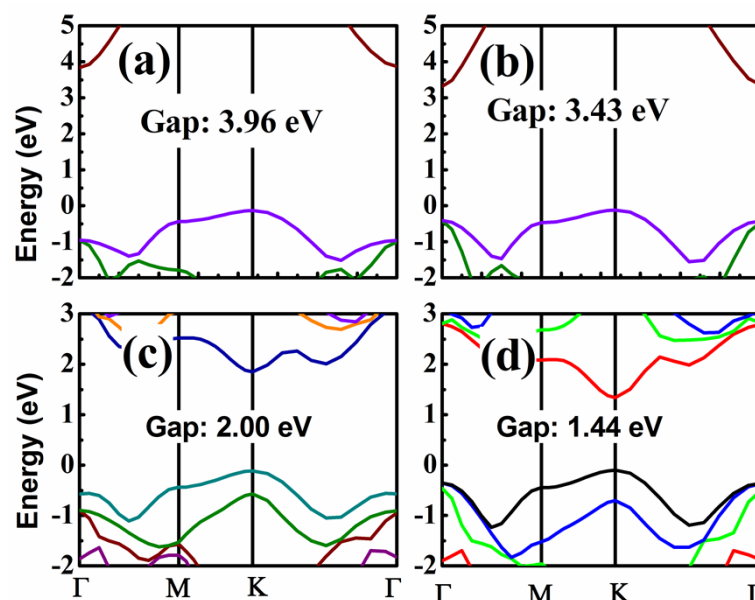 5
4
3
2
1
0
-1
-2
Energy (eV)
(a)
Gap: 3.96 eV
5
4
3
2
1
0
-1
-2
(b)
Gap: 3.43 eV
3
2
1
0
-1
-2
Energy (eV)
(c)
Gap: 2.00 eV
Γ M K Γ
3
2
1
0
-1
-2
(d)
Gap: 1.44 eV
Γ M K